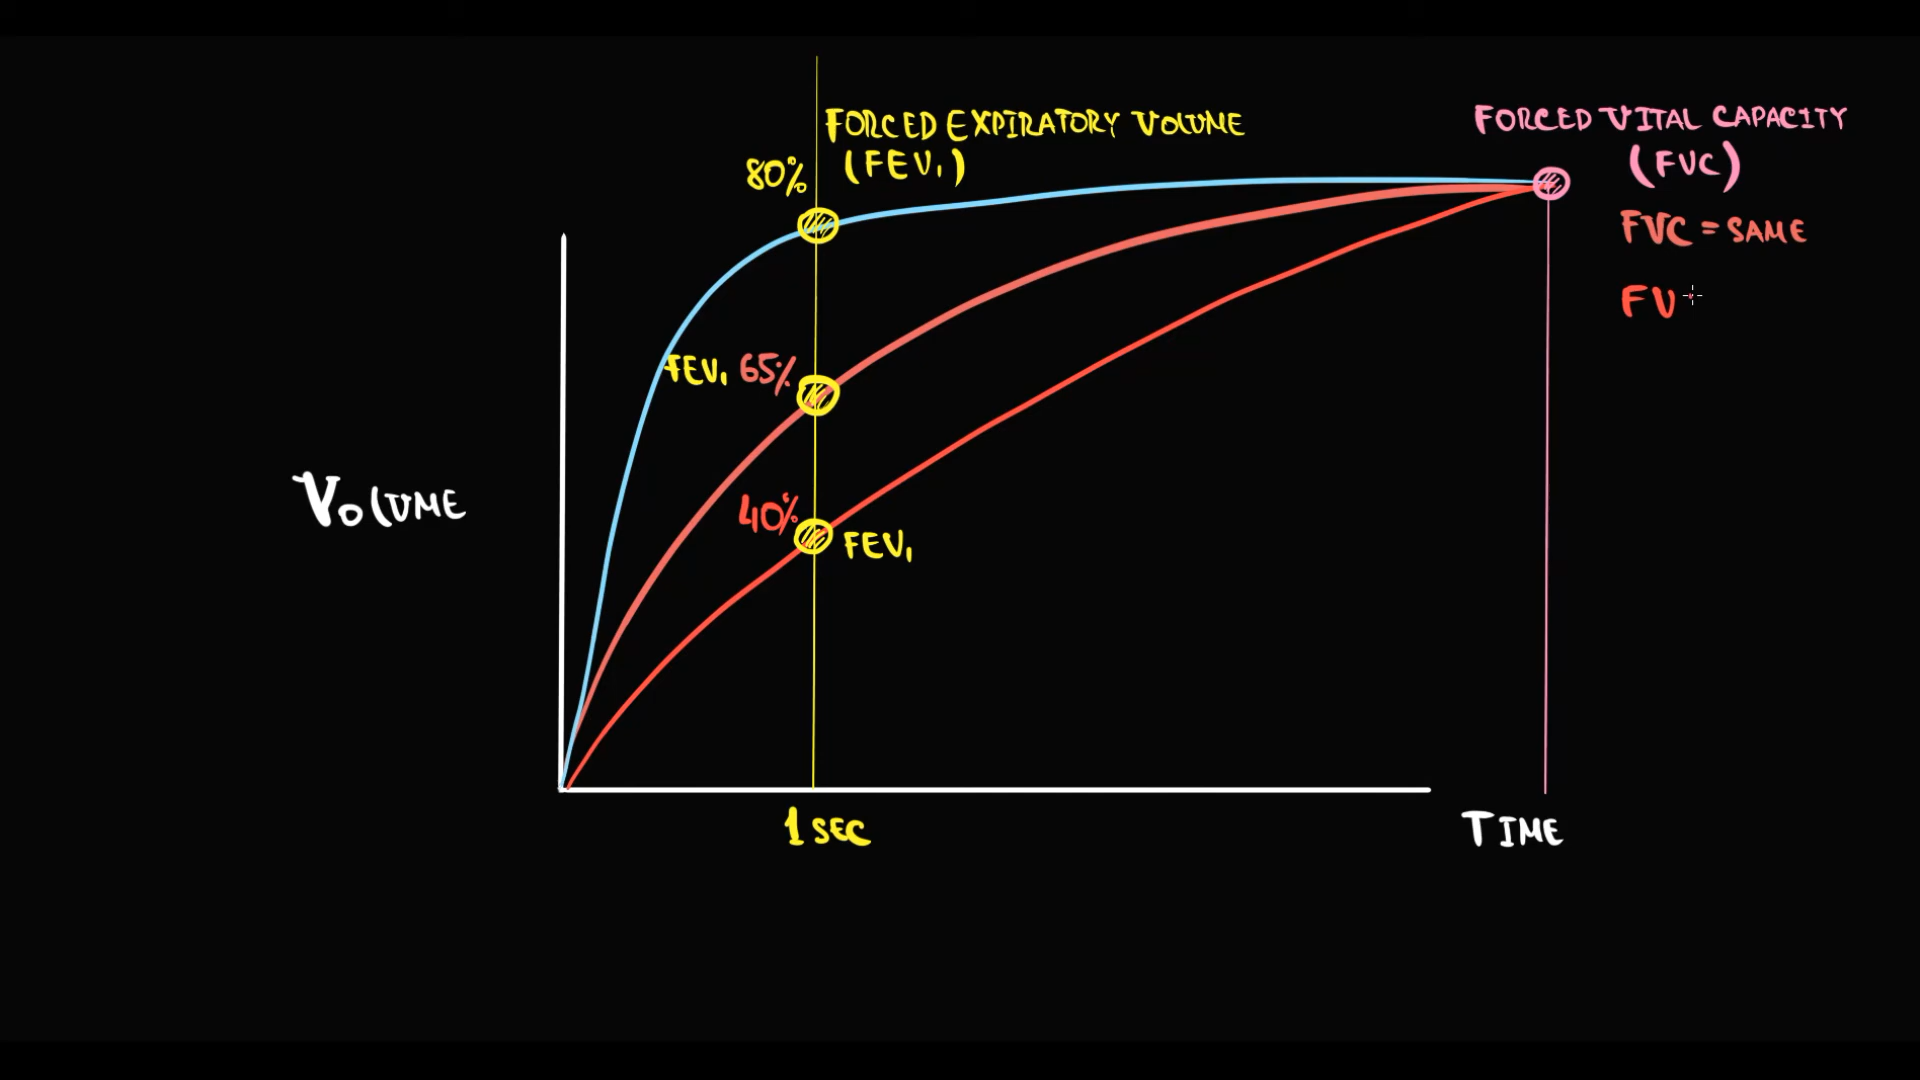 FORCED EXPIRATORY VOLUME
(FEV₁)
80%
FORCED VITAL CAPACITY
(FVC)
FVC = SAME
FV
FEV₁ 65%
VOLUME
40%
FEV₁
1 SEC
TIME